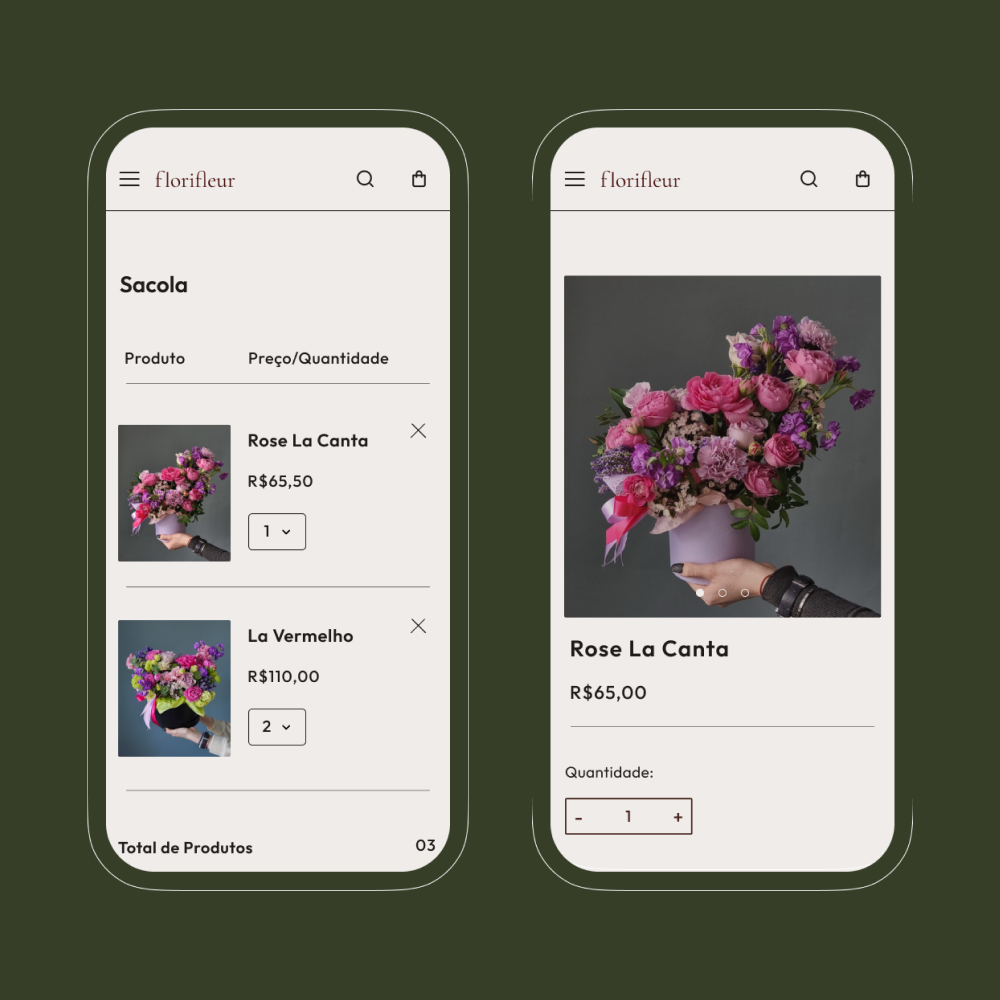 florifleur
Sacola
Produto Preço/Quantidade
Rose La Canta
R$65,50
1
La Vermelho
R$110,00
2
Total de Produtos 03
florifleur
Rose La Canta
R$65,00
Quantidade:
- 1 +